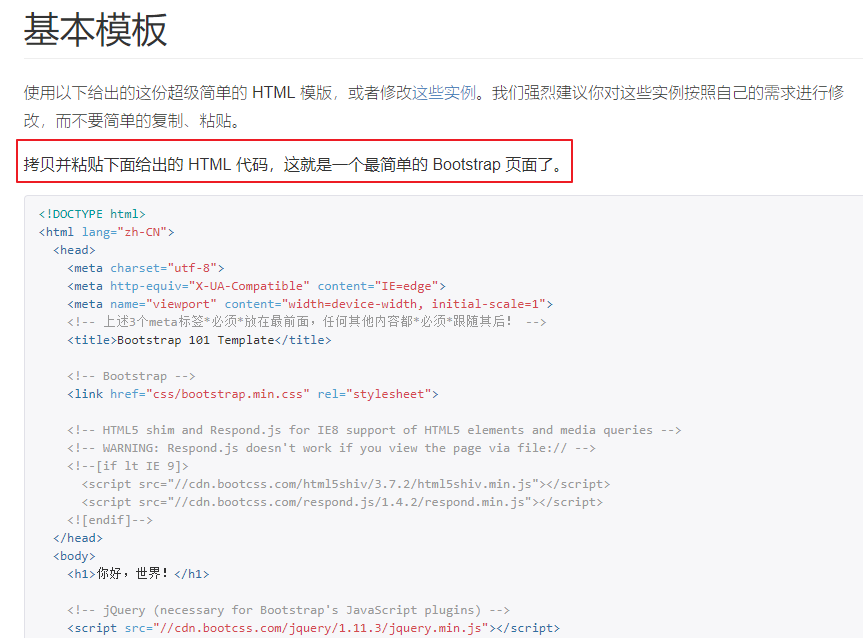 基本模板
使用以下给出的这份超级简单的 HTML 模版，或者修改这些实例。我们强烈建议你对这些实例按照自己的需求进行修
改，而不要简单的复制、粘贴。
拷贝并粘贴下面给出的 HTML 代码，这就是一个最简单的 Bootstrap 页面了。
<!DOCTYPE html>
<html lang="zh-CN">
  <head>
    <meta charset="utf-8">
    <meta http-equiv="X-UA-Compatible" content="IE=edge">
    <meta name="viewport" content="width=device-width, initial-scale=1">
    <!-- 上述3个meta标签*必须*放在最前面，任何其他内容都*必须*跟随其后！ -->
    <title>Bootstrap 101 Template</title>
    <!-- Bootstrap -->
    <link href="css/bootstrap.min.css" rel="stylesheet">
    <!-- HTML5 shim and Respond.js for IE8 support of HTML5 elements and media queries -->
    <!-- WARNING: Respond.js doesn't work if you view the page via file:// -->
    <!--[if lt IE 9]>
      <script src="//cdn.bootcss.com/html5shiv/3.7.2/html5shiv.min.js"></script>
      <script src="//cdn.bootcss.com/respond.js/1.4.2/respond.min.js"></script>
    <![endif]-->
  </head>
  <body>
    <h1>你好，世界！</h1>
    <!-- jQuery (necessary for Bootstrap's JavaScript plugins) -->
    <script src="//cdn.bootcss.com/jquery/1.11.3/jquery.min.js"></script>